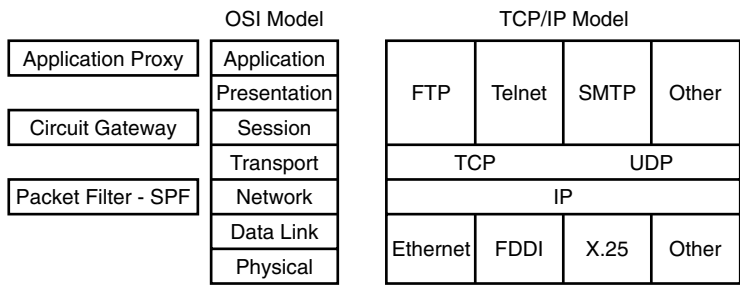 OSI Model
TCP/IP Model
Application Proxy
Application
Presentation
FTP
Telnet
SMTP
Other
Circuit Gateway
Session
Transport
TCP
UDP
Packet Filter - SPF
Network
IP
Data Link
Physical
Ethernet
FDDI
X.25
Other